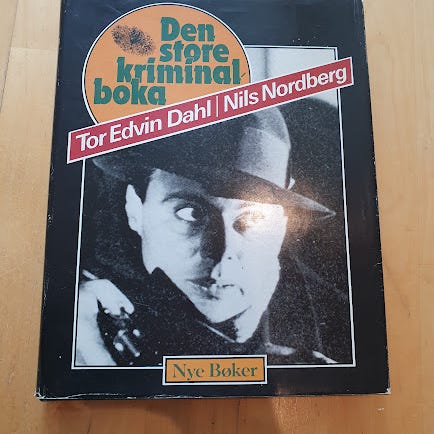 Den
store
kriminal-
boka
Tor Edvin Dahl | Nils Nordberg
Nye Bøker